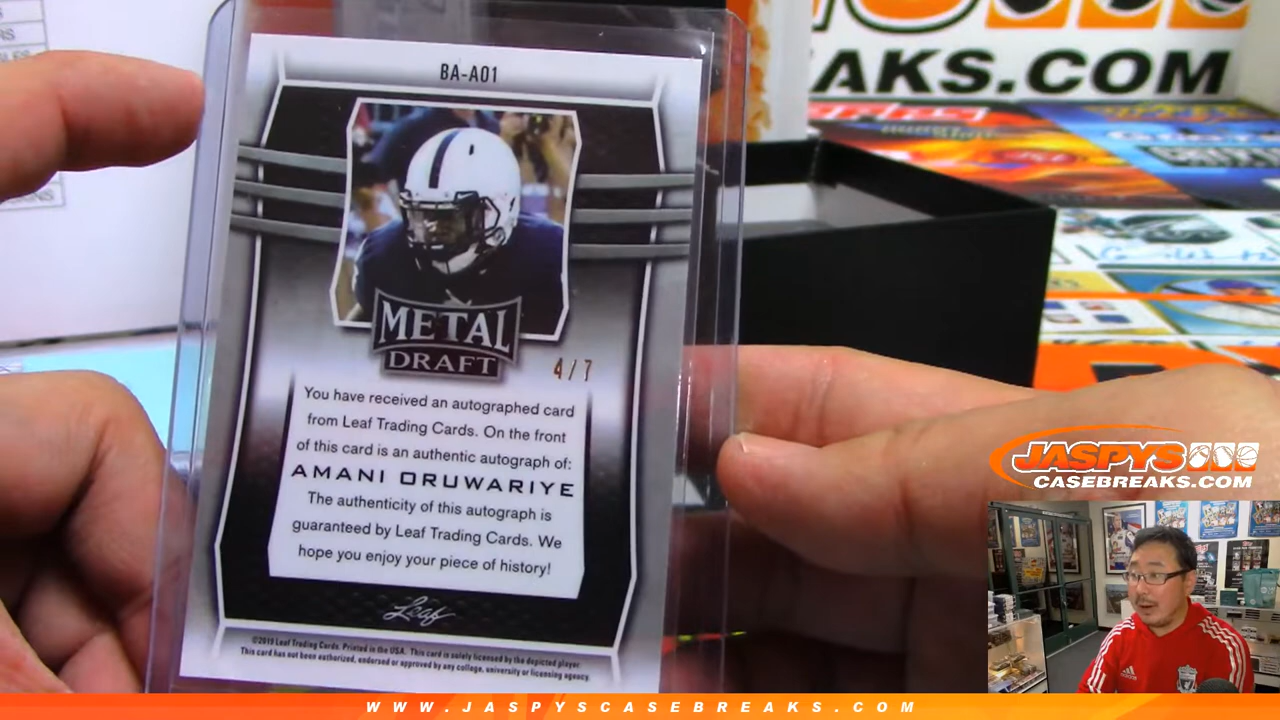 BA-A01
AKS.COM
METAL
DRAFT
4/7
You have received an autographed card
from Leaf Trading Cards. On the front
of this card is an authentic autograph of:
AMANI ORUWARIYE
The authenticity of this autograph is
guaranteed by Leaf Trading Cards. We
hope you enjoy your piece of history!
Leaf
©2019 Leaf Trading Cards. Printed in the USA. This card is solely licensed by the depicted player.
This card has not been authorized, endorsed or approved by any college, university or licensing agency.
JASPYS
CASEBREAKS.COM
WWW.JASPYSCASEBREAKS.COM